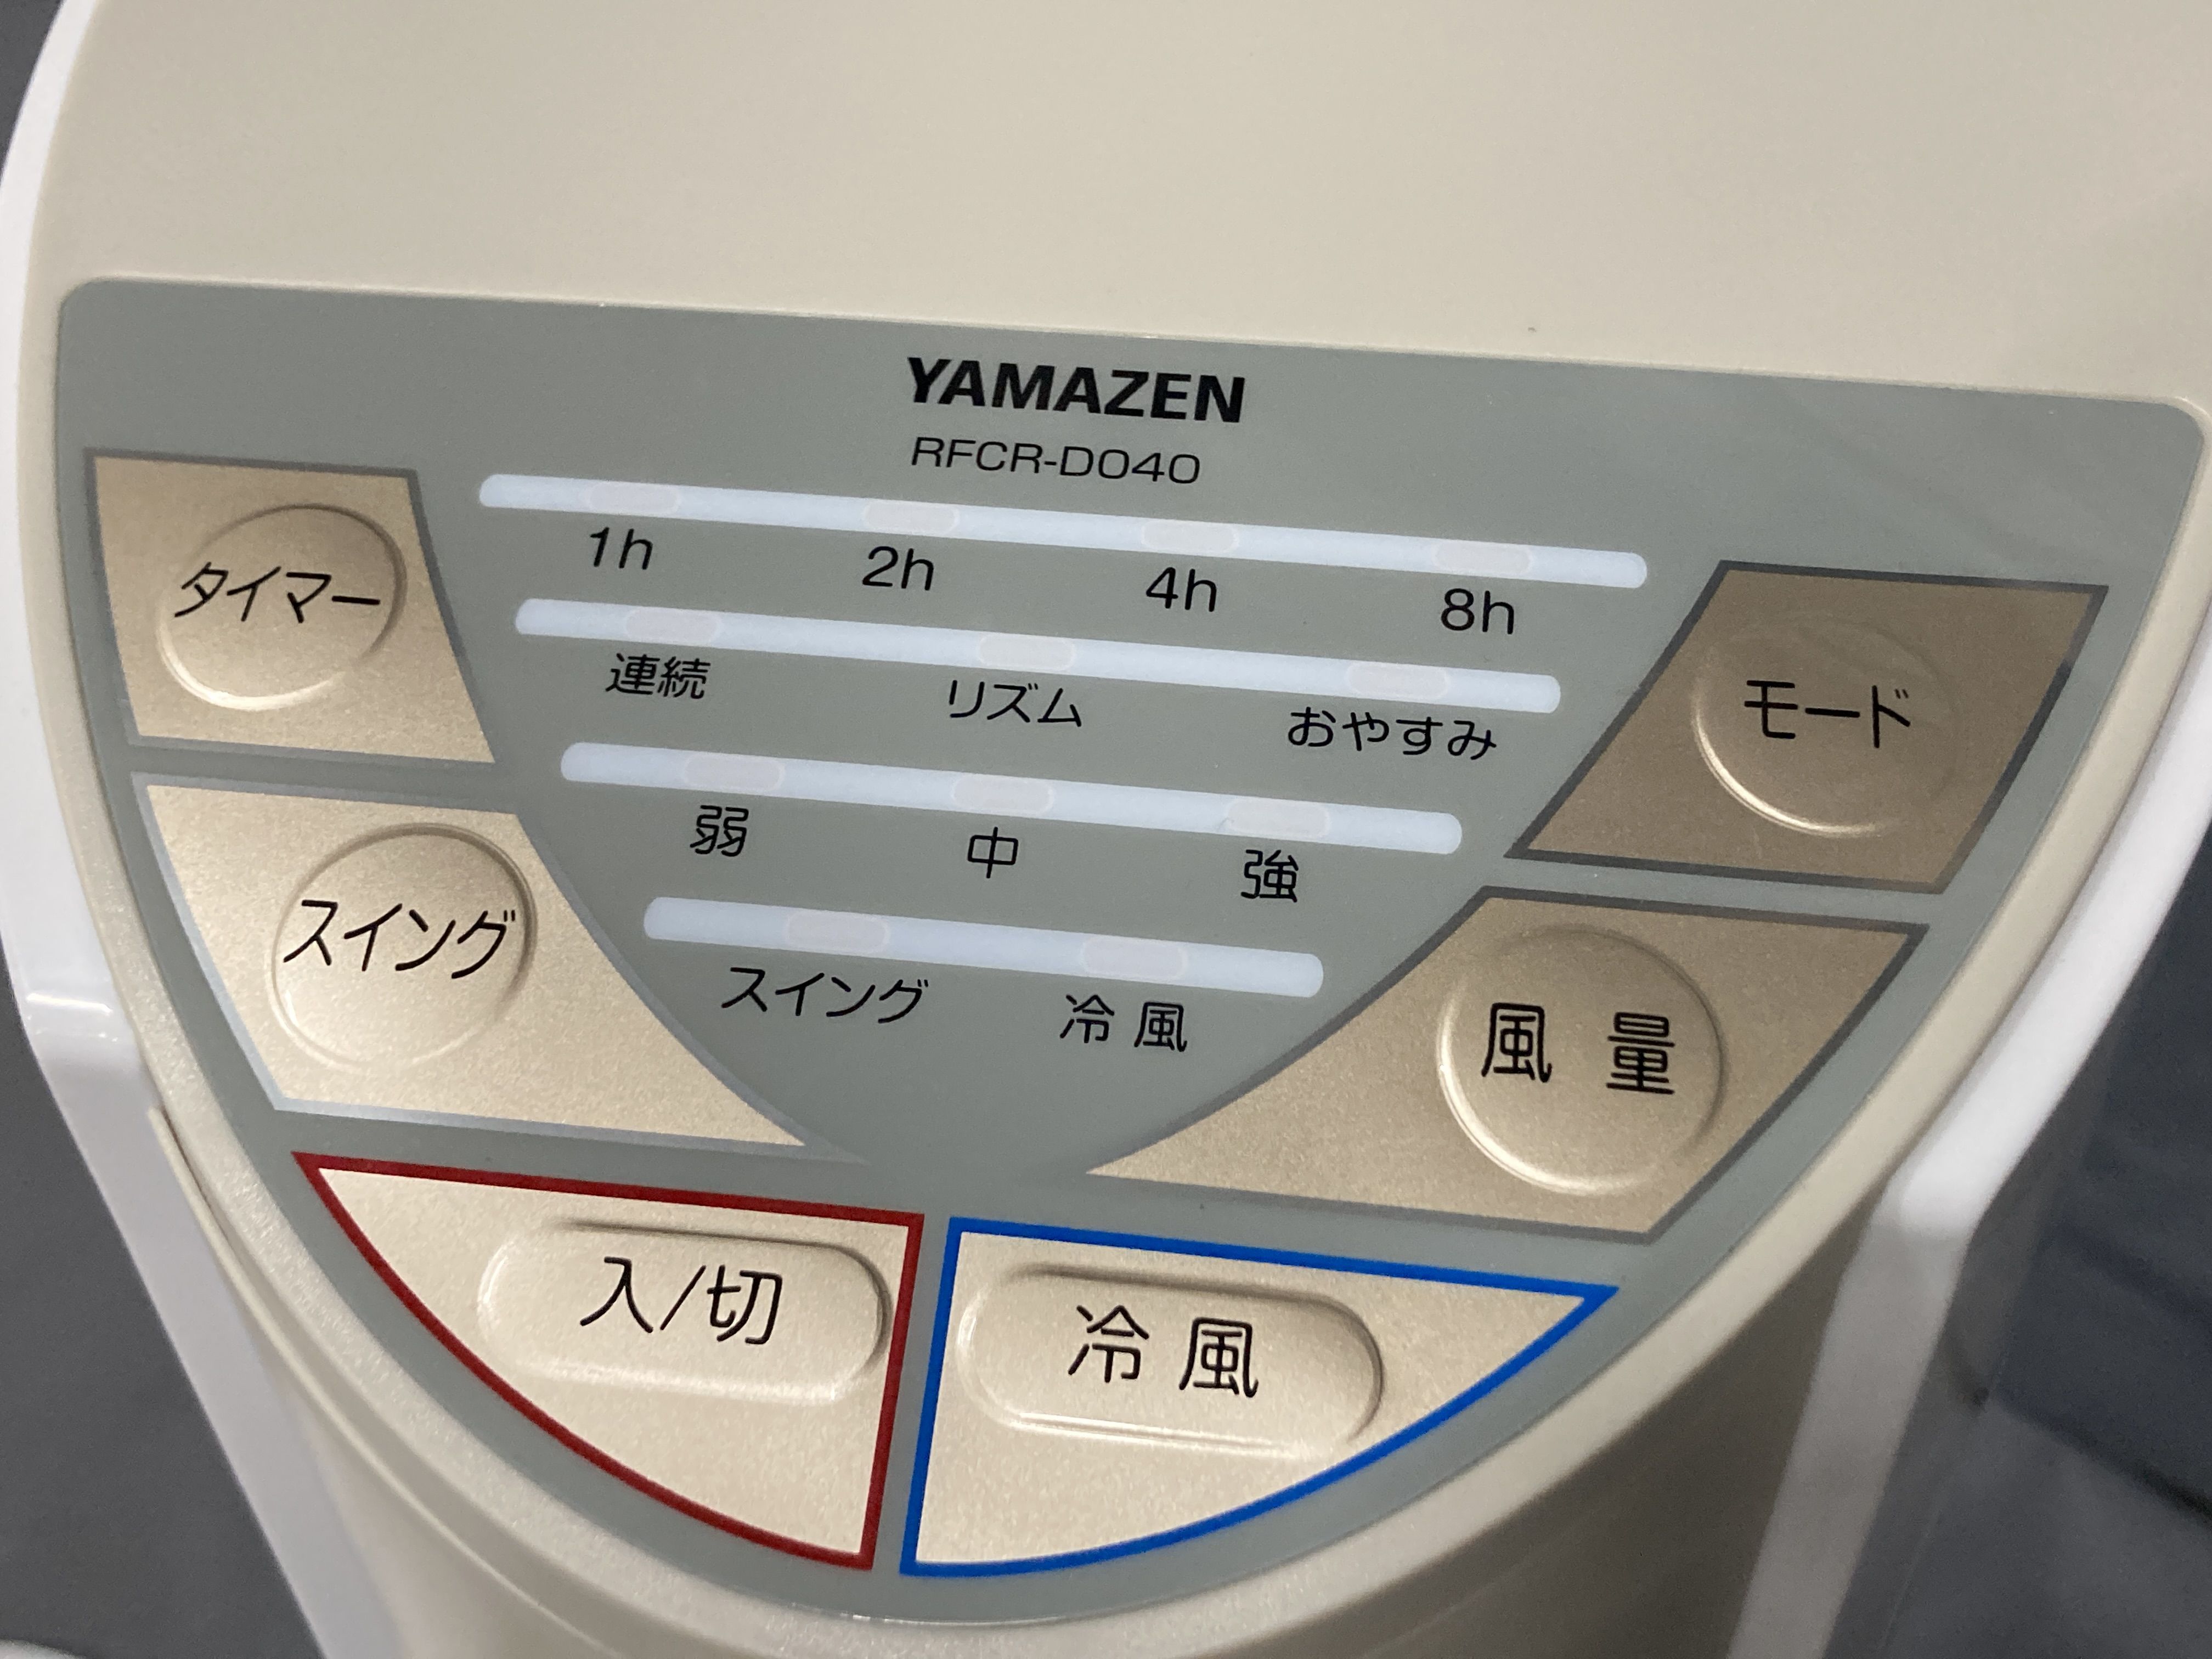 YAMAZEN
RFCR-D040
タイマー
1h 2h 4h 8h
連続 リズム おやすみ
モード
弱 中 強
スイング
スイング 冷風
風量
入/切
冷風